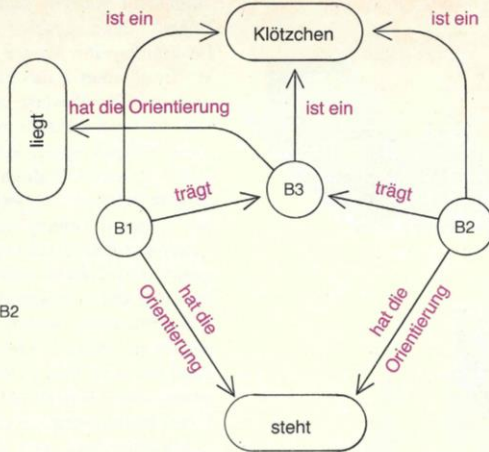 ist ein
Klötzchen
ist ein
liegt
hat die Orientierung
ist ein
trägt
B3
trägt
B1
B2
B2
hat die
Orientierung
hat die
Orientierung
steht